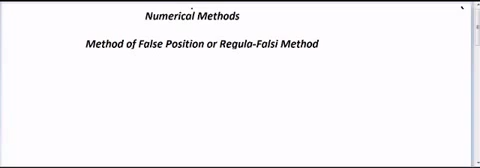 Numerical Methods
Method of False Position or Regula-Falsi Method